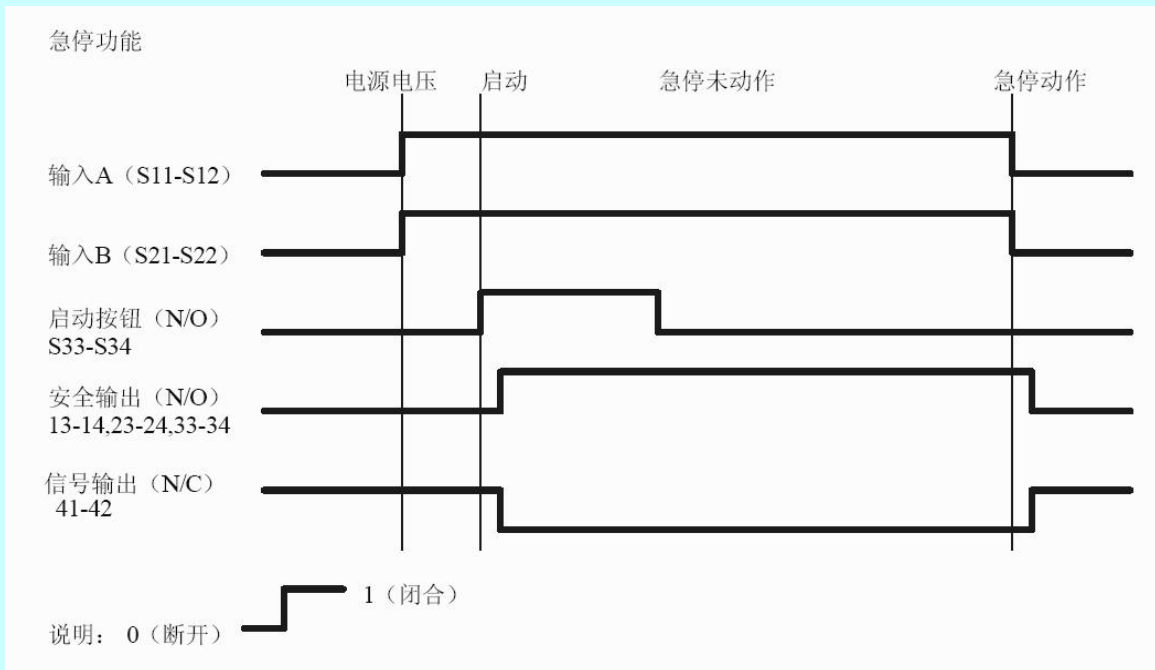 急停功能
电源电压 启动 急停未动作 急停动作
输入A（S11-S12）
输入B（S21-S22）
启动按钮（N/O）
S33-S34
安全输出（N/O）
13-14,23-24,33-34
信号输出（N/C）
41-42
1（闭合）
说明： 0（断开）